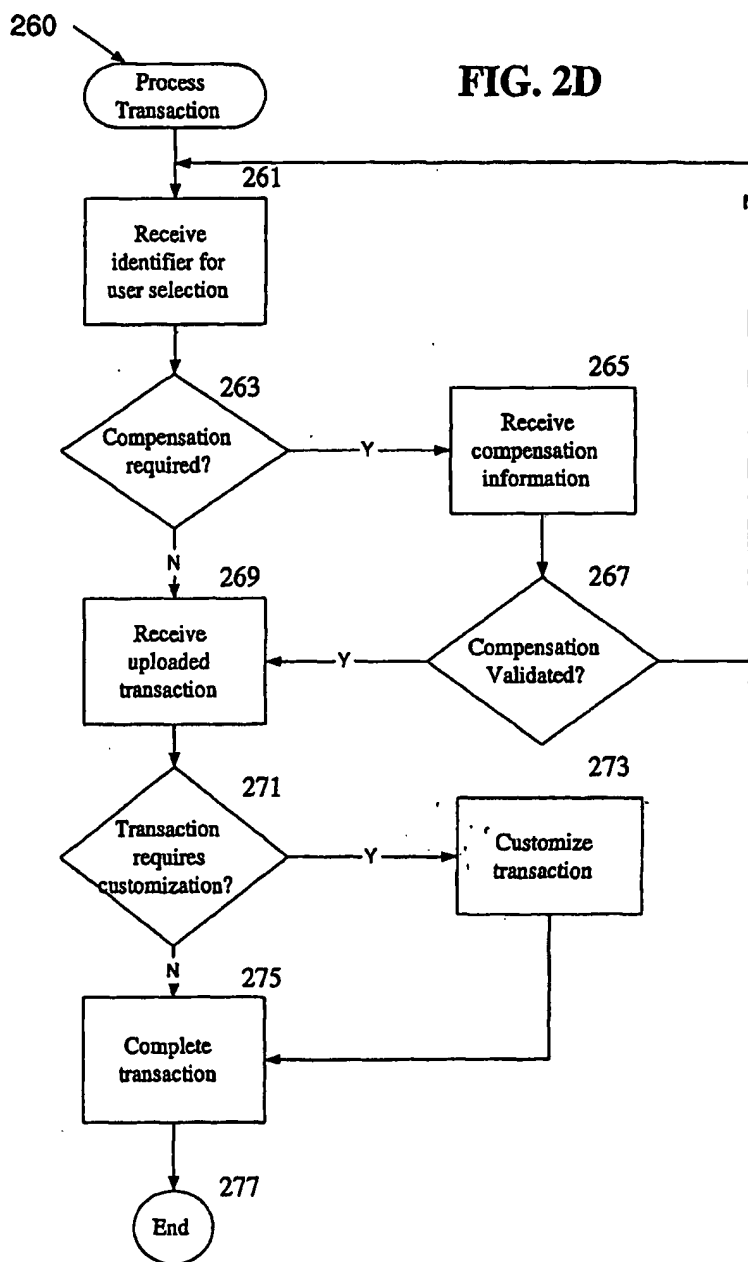 260
Process
Transaction
FIG. 2D
261
Receive
identifier for
user selection
263
Compensation
required?
Y
265
Receive
compensation
information
N
269
Receive
uploaded
transaction
Y
267
Compensation
Validated?
271
Transaction
requires
customization?
Y
273
Customize
transaction
N
275
Complete
transaction
277
End